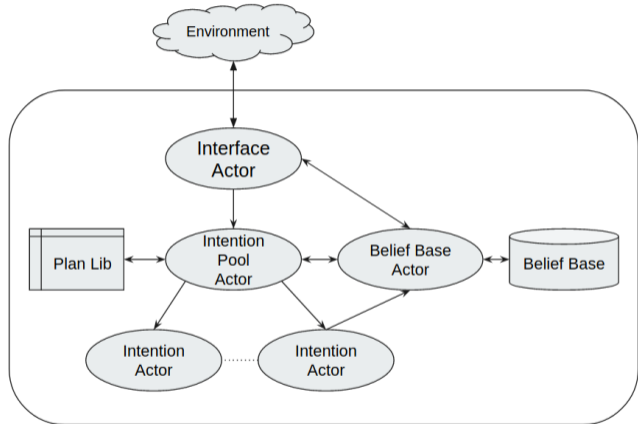 Environment
Interface
Actor
Plan Lib
Intention
Pool
Actor
Belief Base
Actor
Belief Base
Intention
Actor
Intention
Actor